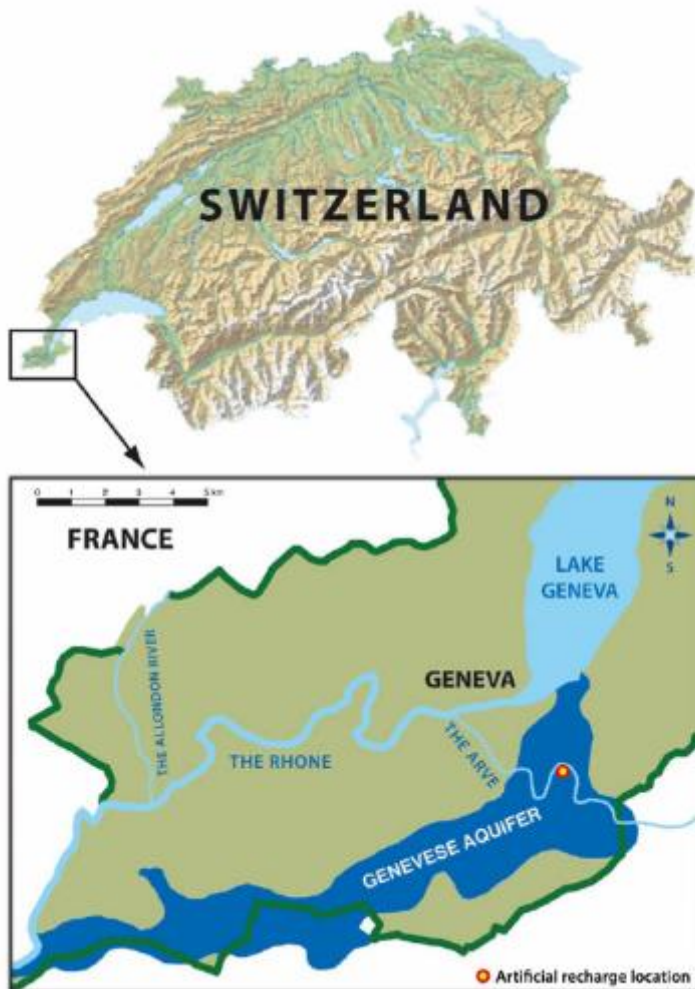 SWITZERLAND
0 1 2 3 4 5 km
FRANCE
N
S
LAKE
GENEVA
THE ALLONDON RIVER
GENEVA
THE RHONE
THE ARVE
GENEVESE AQUIFER
Artificial recharge location